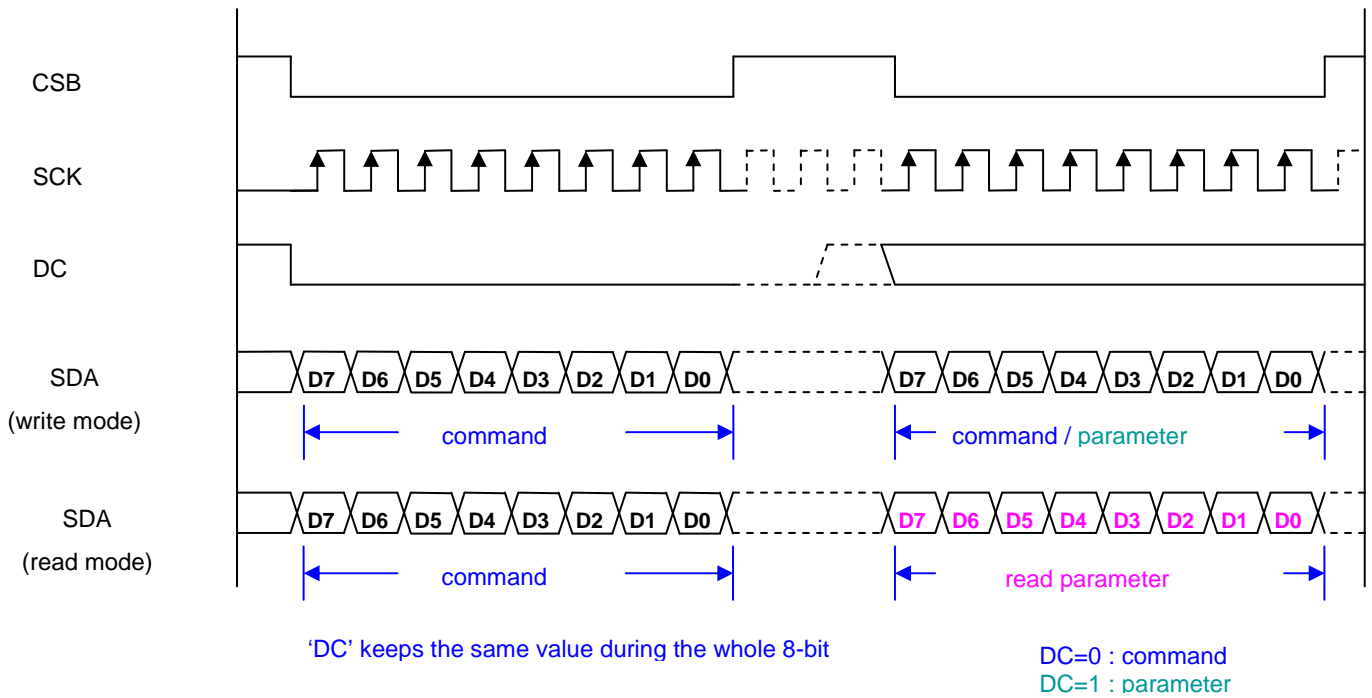 CSB
SCK
DC
SDA
(write mode)
D7 D6 D5 D4 D3 D2 D1 D0
D7 D6 D5 D4 D3 D2 D1 D0
command
command / parameter
SDA
(read mode)
D7 D6 D5 D4 D3 D2 D1 D0
D7 D6 D5 D4 D3 D2 D1 D0
command
read parameter
‘DC’ keeps the same value during the whole 8-bit
DC=0 : command
DC=1 : parameter